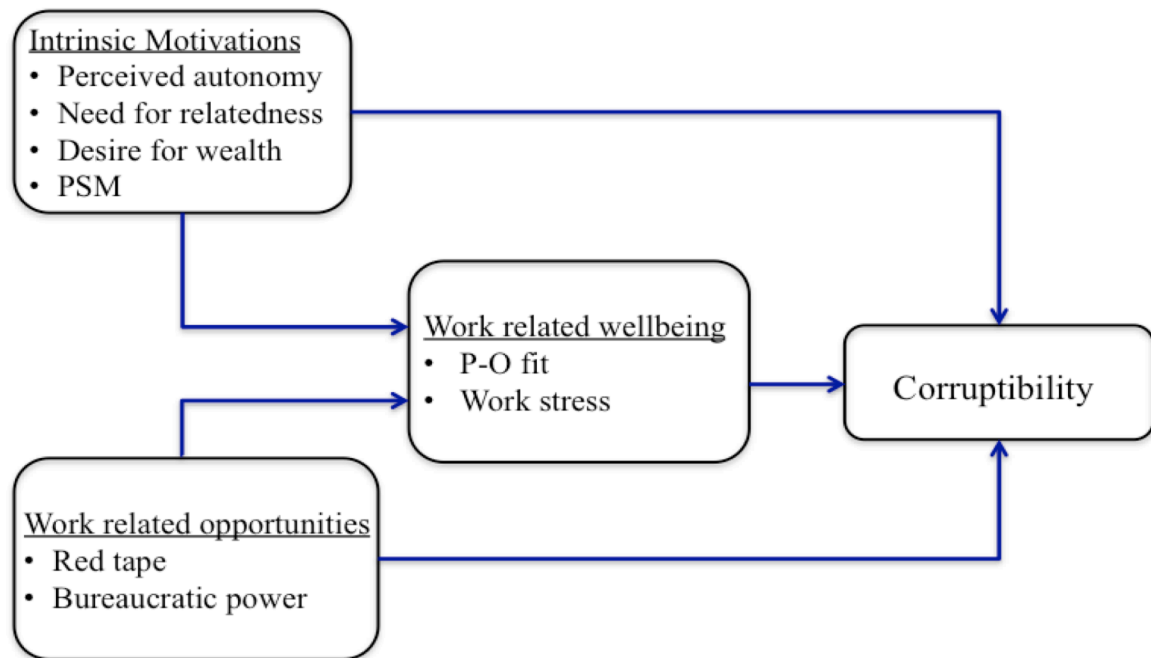 Intrinsic Motivations
• Perceived autonomy
• Need for relatedness
• Desire for wealth
• PSM
Work related wellbeing
• P-O fit
• Work stress
Corruptibility
Work related opportunities
• Red tape
• Bureaucratic power